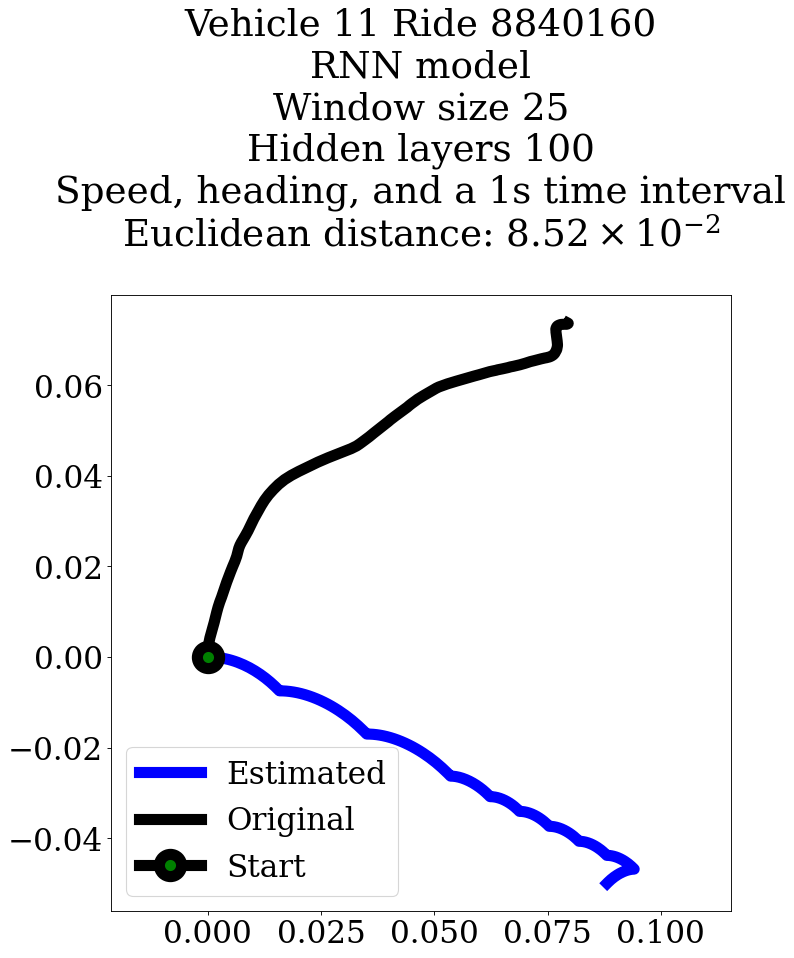 Vehicle 11 Ride 8840160
RNN model
Window size 25
Hidden layers 100
Speed, heading, and a 1s time interval
Euclidean distance: 8.52 × 10⁻²
0.06
0.04
0.02
0.00
−0.02
−0.04
Estimated
Original
Start
0.000 0.025 0.050 0.075 0.100